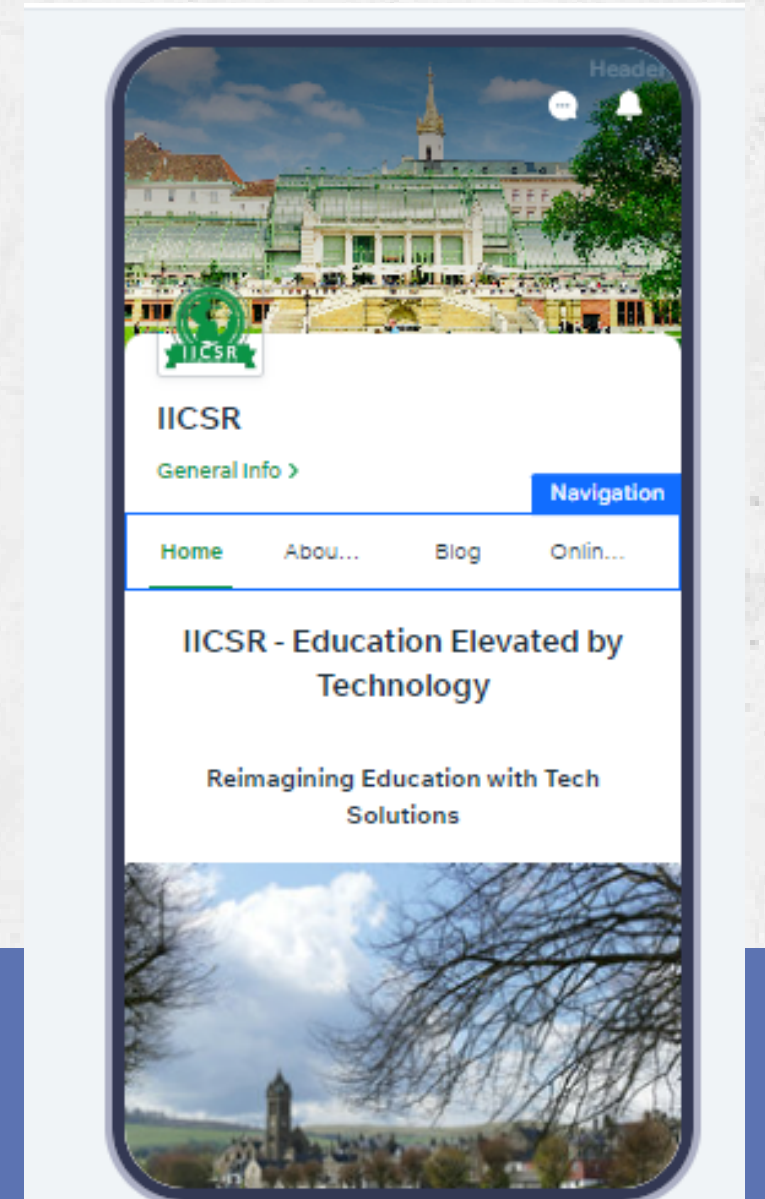 Header
IICSR
IICSR
General Info >
Navigation
Home Abou... Blog Onlin...
IICSR - Education Elevated by
Technology
Reimagining Education with Tech
Solutions